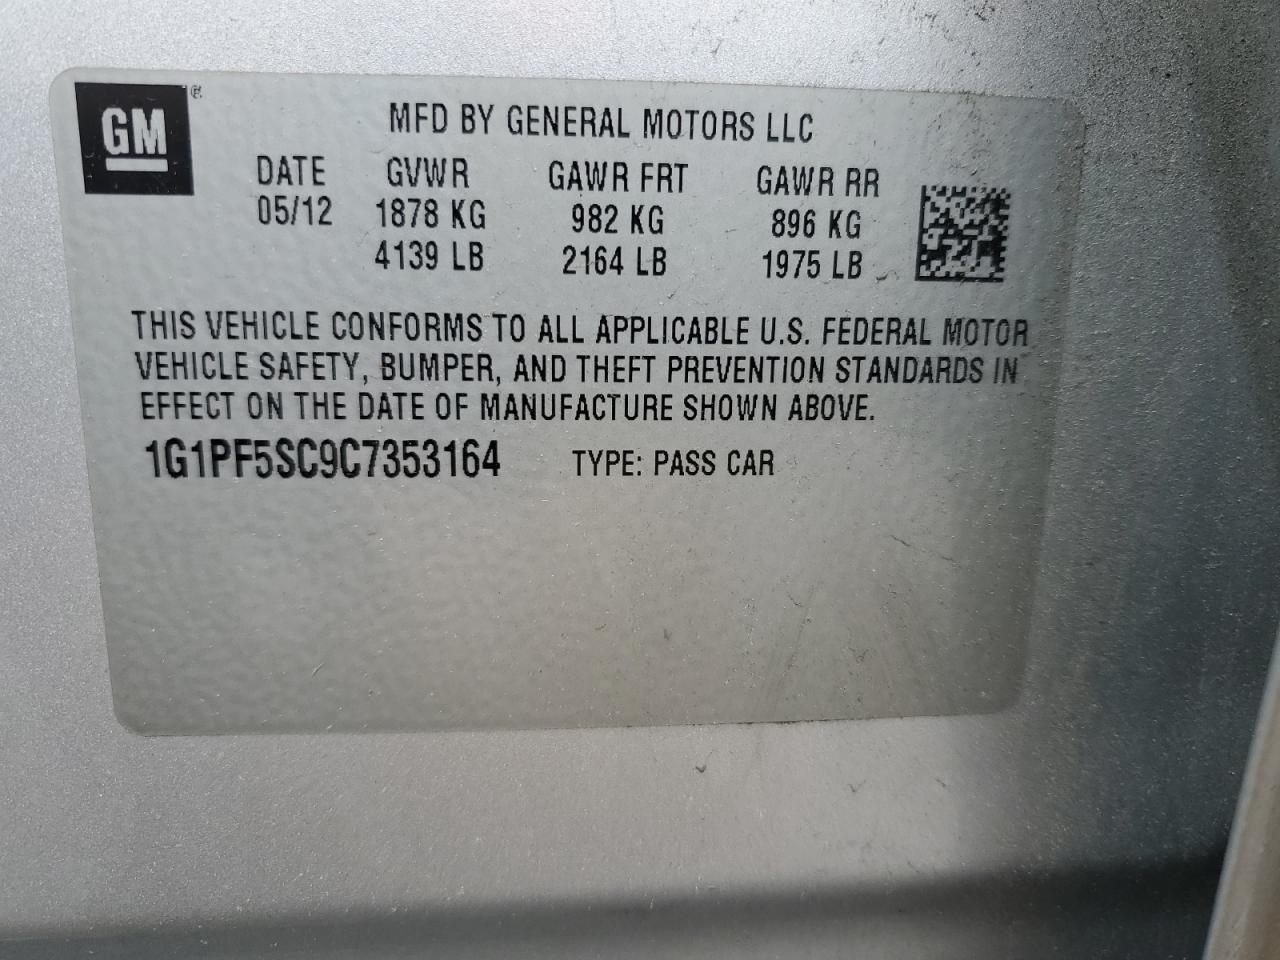 GM
MFD BY GENERAL MOTORS LLC
DATE GVWR GAWR FRT GAWR RR
05/12 1878 KG 982 KG 896 KG
4139 LB 2164 LB 1975 LB
THIS VEHICLE CONFORMS TO ALL APPLICABLE U.S. FEDERAL MOTOR
VEHICLE SAFETY, BUMPER, AND THEFT PREVENTION STANDARDS IN
EFFECT ON THE DATE OF MANUFACTURE SHOWN ABOVE.
1G1PF5SC9C7353164 TYPE: PASS CAR